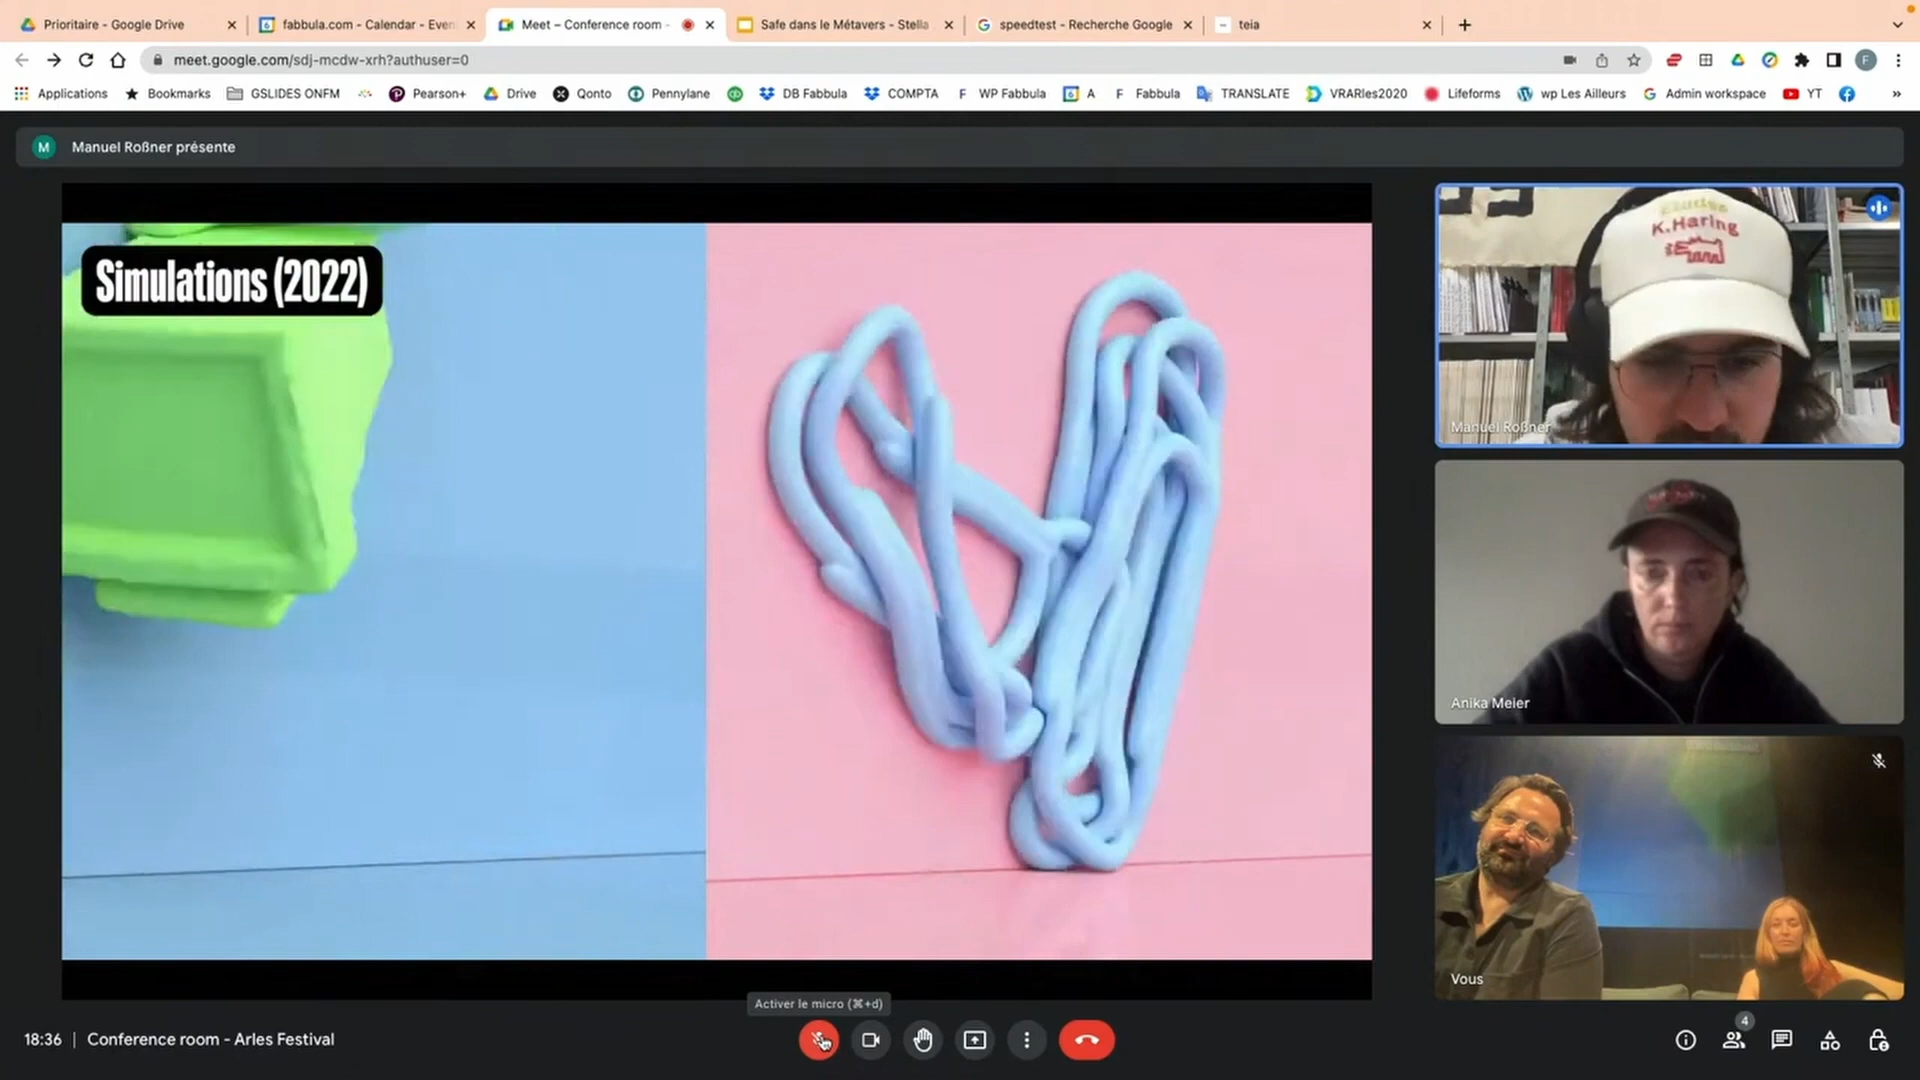 Prioritaire - Google Drive
fabbula.com - Calendar - Even
Meet – Conference room -
Safe dans le Métavers - Stella
speedtest - Recherche Google
teia
meet.google.com/sdj-mcdw-xrh?authuser=0
F
Applications
Bookmarks
GSLIDES ONFM
Pearson+
Drive
Qonto
Pennylane
DB Fabbula
COMPTA
F WP Fabbula
A
F Fabbula
TRANSLATE
VRARles2020
Lifeforms
wp Les Ailleurs
Admin workspace
YT
»
M
Manuel Roßner présente
Simulations (2022)
Études
K.Haring
Manuel Roßner
Anika Meier
Vous
Activer le micro (⌘+d)
18:36 | Conference room - Arles Festival
4